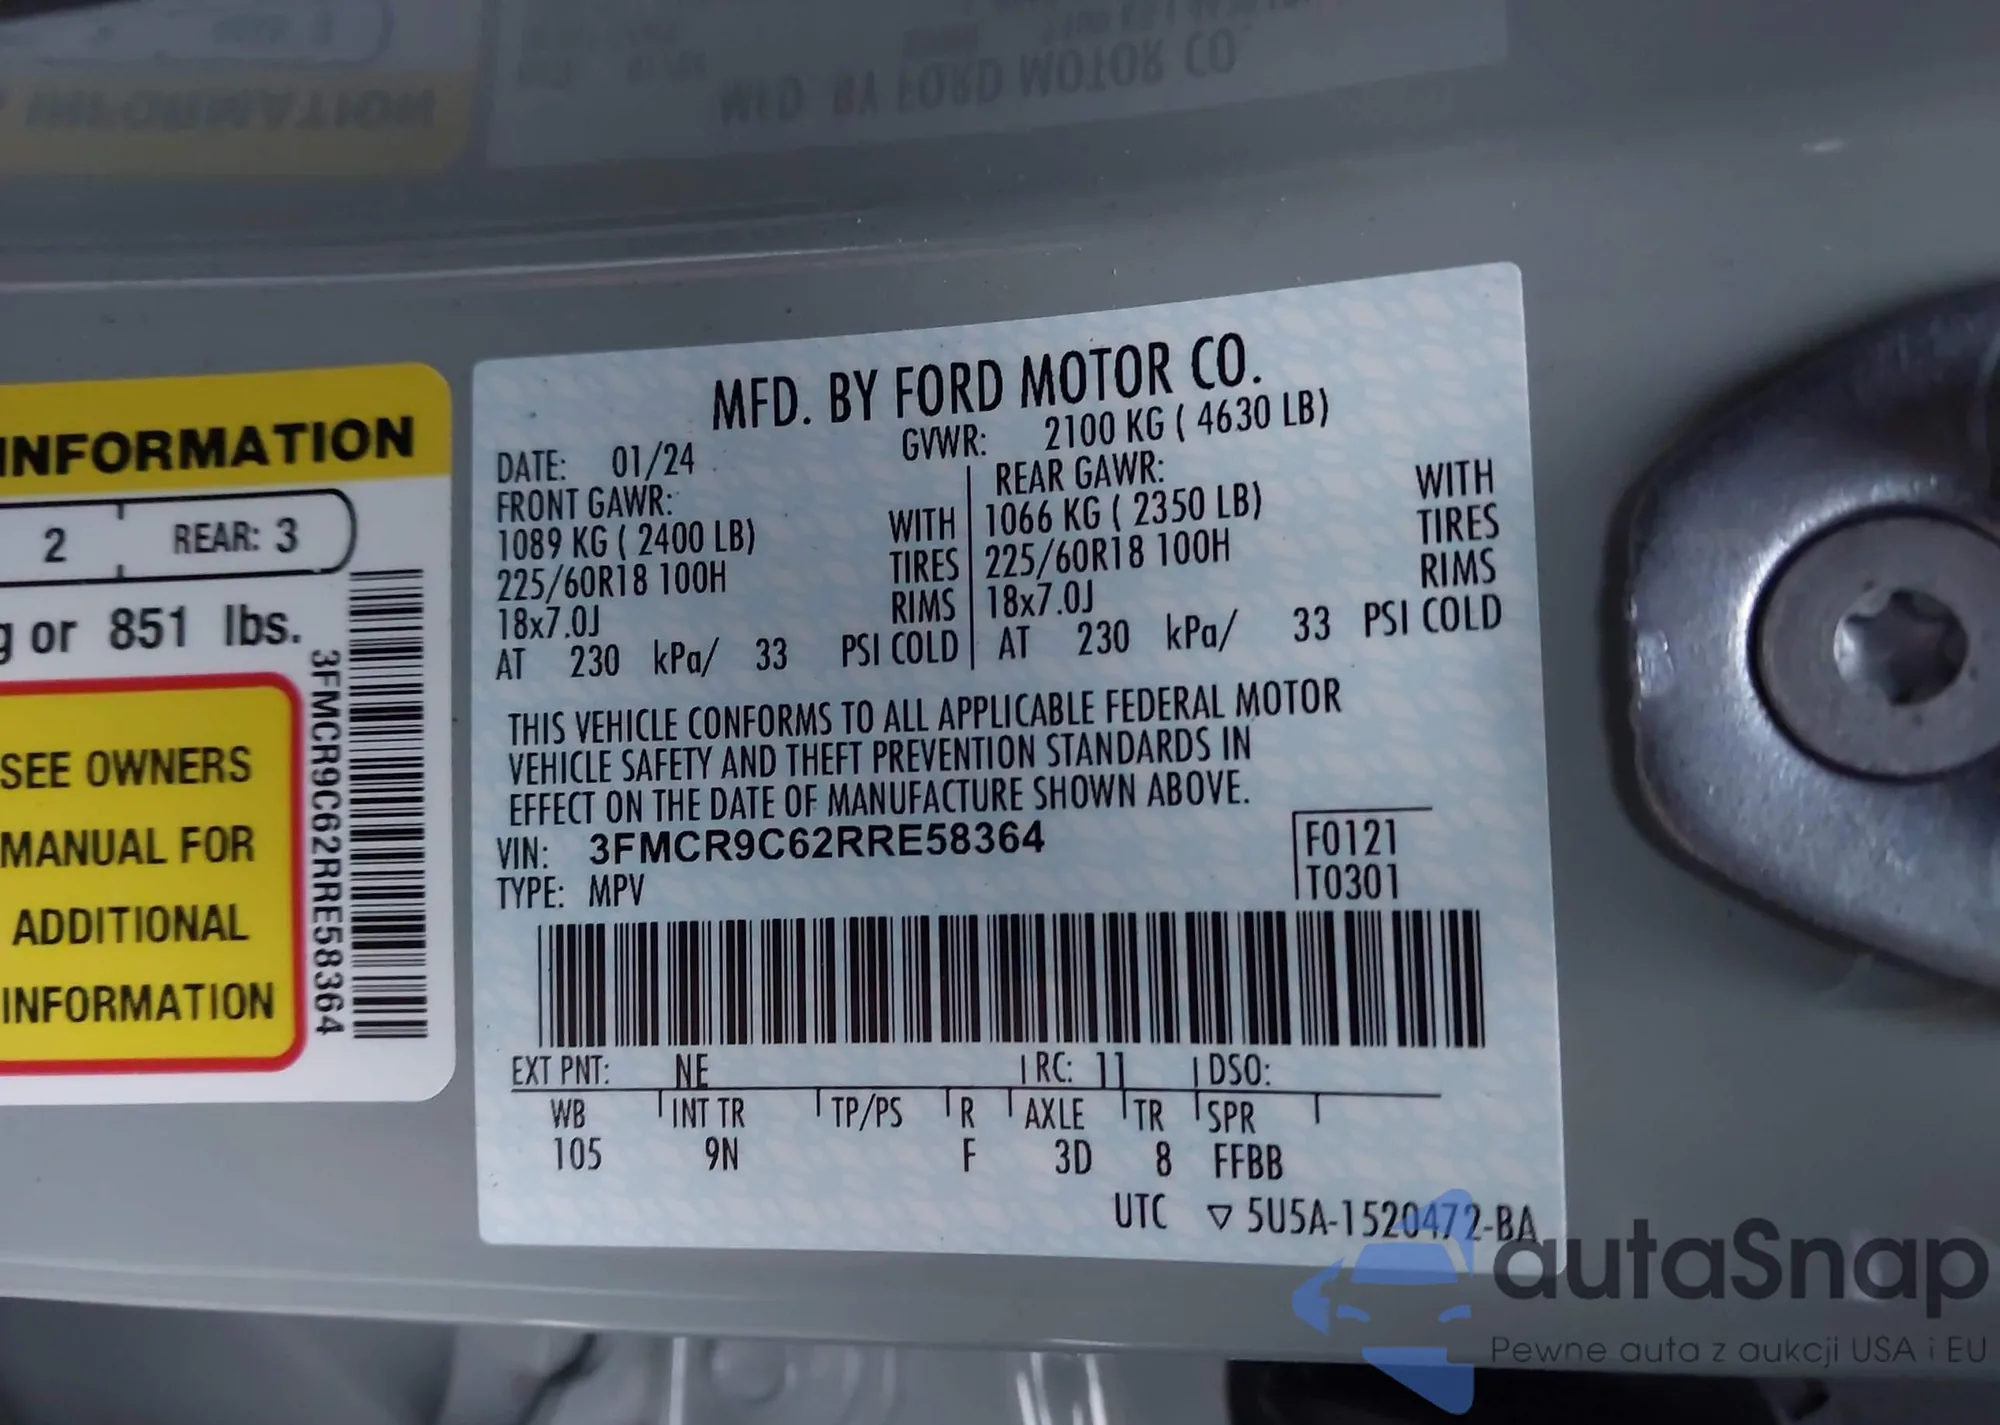 MFD. BY FORD MOTOR CO.
INFORMATION
2 REAR: 3
g or 851 lbs.
SEE OWNERS
MANUAL FOR
ADDITIONAL
INFORMATION
3FMCR9C62RRE58364
MFD. BY FORD MOTOR CO.
DATE: 01/24 GVWR: 2100 KG ( 4630 LB)
FRONT GAWR: REAR GAWR:
1089 KG ( 2400 LB) WITH 1066 KG ( 2350 LB) WITH
225/60R18 100H TIRES 225/60R18 100H TIRES
18x7.0J RIMS 18x7.0J RIMS
AT 230 kPa/ 33 PSI COLD AT 230 kPa/ 33 PSI COLD
THIS VEHICLE CONFORMS TO ALL APPLICABLE FEDERAL MOTOR
VEHICLE SAFETY AND THEFT PREVENTION STANDARDS IN
EFFECT ON THE DATE OF MANUFACTURE SHOWN ABOVE.
VIN: 3FMCR9C62RRE58364 F0121
TYPE: MPV T0301
EXT PNT: NE RC: 11 DSO:
WB INT TR TP/PS R AXLE TR SPR
105 9N F 3D 8 FFBB
UTC ▽ 5U5A-1520472-BA
autaSnap
Pewne auta z aukcji USA i EU